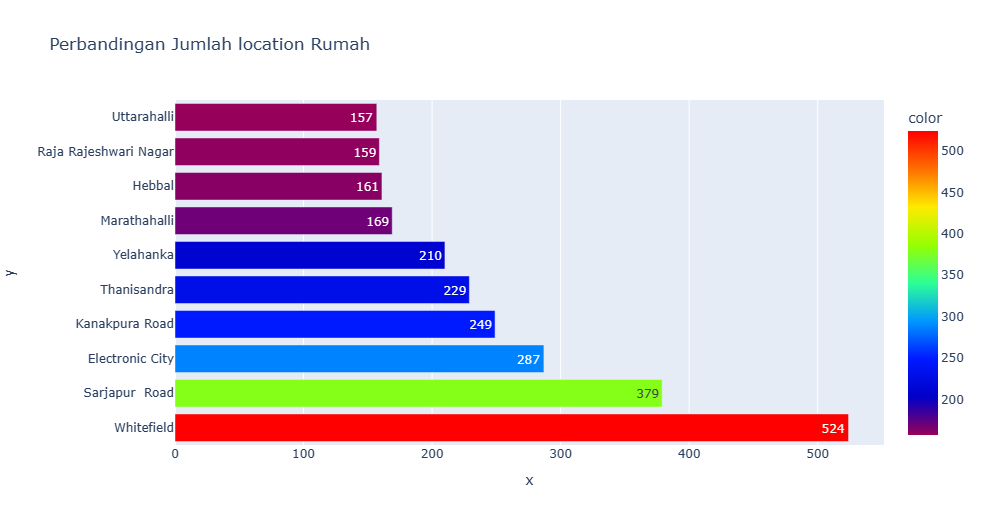 Perbandingan Jumlah location Rumah
color
Uttarahalli 157
Raja Rajeshwari Nagar 159
Hebbal 161
Marathahalli 169
Yelahanka 210
Thanisandra 229
Kanakpura Road 249
Electronic City 287
Sarjapur  Road 379
Whitefield 524
0 100 200 300 400 500
x
y
500
450
400
350
300
250
200